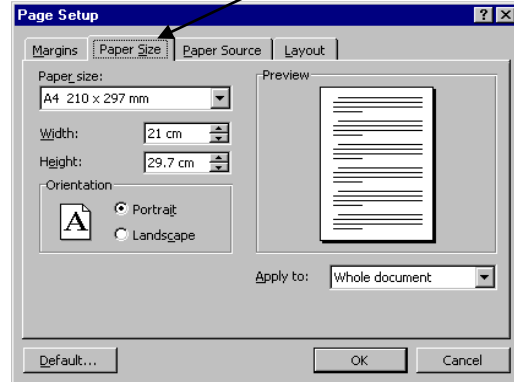 Page Setup
Margins Paper Size Paper Source Layout
Paper size: Preview
A4 210 x 297 mm
Width: 21 cm
Height: 29.7 cm
Orientation
A Portrait
Landscape
Apply to: Whole document
Default... OK Cancel